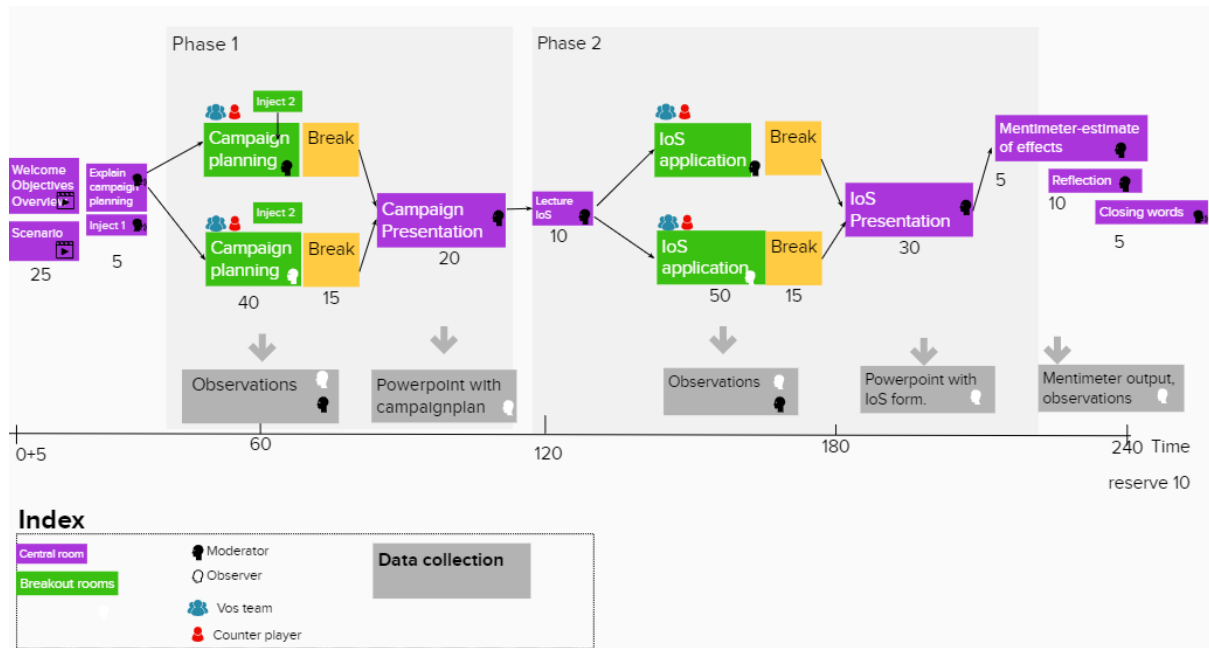 Phase 1
Phase 2
Inject 2
Campaign
planning
Break
Welcome
Objectives
Overview
Scenario
25
Explain
campaign
planning
Inject 1
5
Inject 2
Campaign
planning
Break
40
15
Campaign
Presentation
20
Lecture
IoS
10
IoS
application
Break
IoS
application
Break
50
15
IoS
Presentation
30
Mentimeter-estimate
of effects
5
Reflection
10
Closing words
5
Observations
Powerpoint with
campaignplan
Observations
Powerpoint with
IoS form.
Mentimeter output,
observations
0+5
60
120
180
240 Time
reserve 10
Index
Central room
Breakout rooms
Moderator
Observer
Vos team
Counter player
Data collection